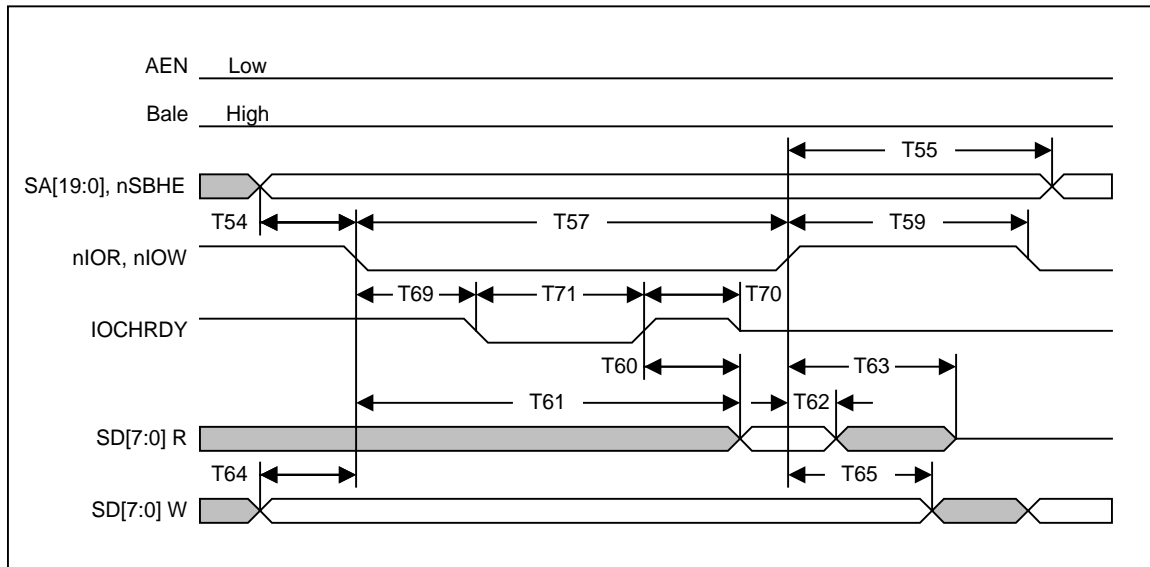 AEN Low
Bale High
T55
SA[19:0], nSBHE
T54 T57 T59
nIOR, nIOW
T69 T71 T70
IOCHRDY
T60 T63
T61 T62
SD[7:0] R
T64 T65
SD[7:0] W